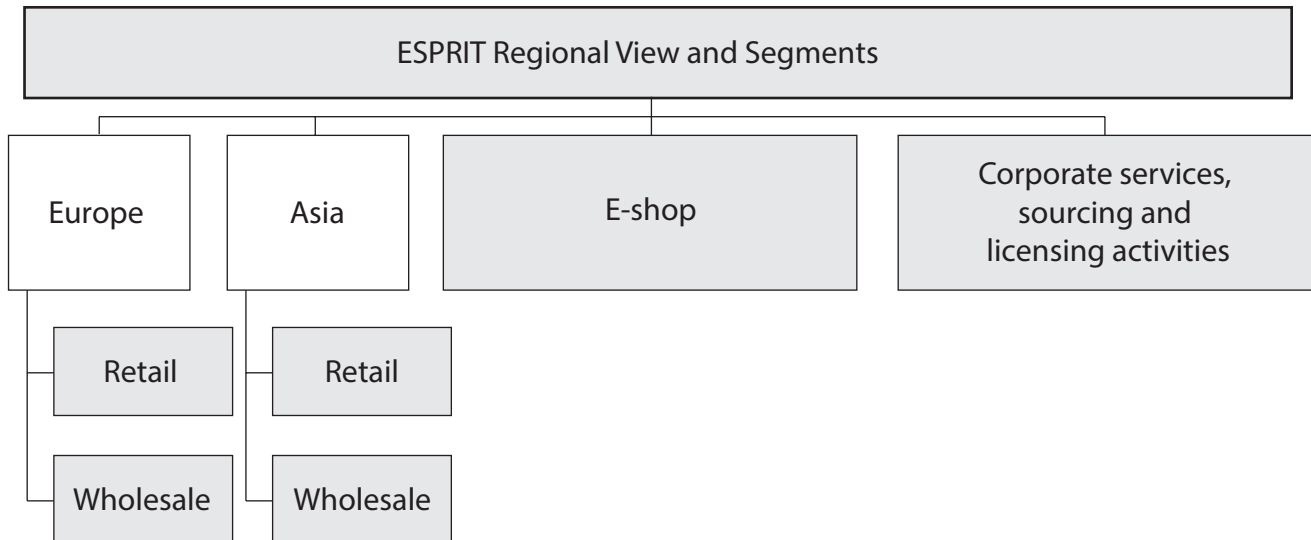 ESPRIT Regional View and Segments
Europe
Asia
E-shop
Corporate services,
sourcing and
licensing activities
Retail
Retail
Wholesale
Wholesale